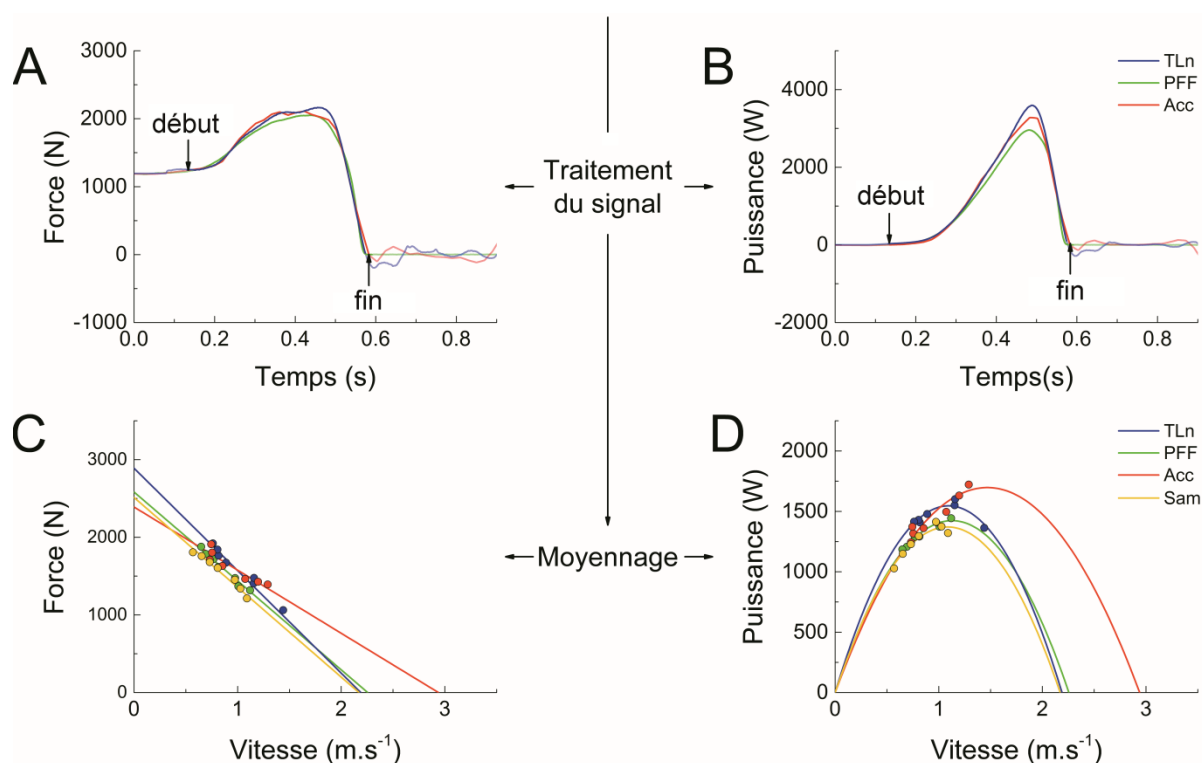 A
3000
2000
1000
0
-1000
Force (N)
début
fin
0.0 0.2 0.4 0.6 0.8
Temps (s)
Traitement
du signal
B
TLn
PFF
Acc
4000
2000
0
-2000
Puissance (W)
début
fin
0.0 0.2 0.4 0.6 0.8
Temps(s)
C
3000
2000
1000
0
Force (N)
0 1 2 3
Vitesse (m.s⁻¹)
Moyennage
D
TLn
PFF
Acc
Sam
2000
1500
1000
500
0
Puissance (W)
0 1 2 3
Vitesse (m.s⁻¹)